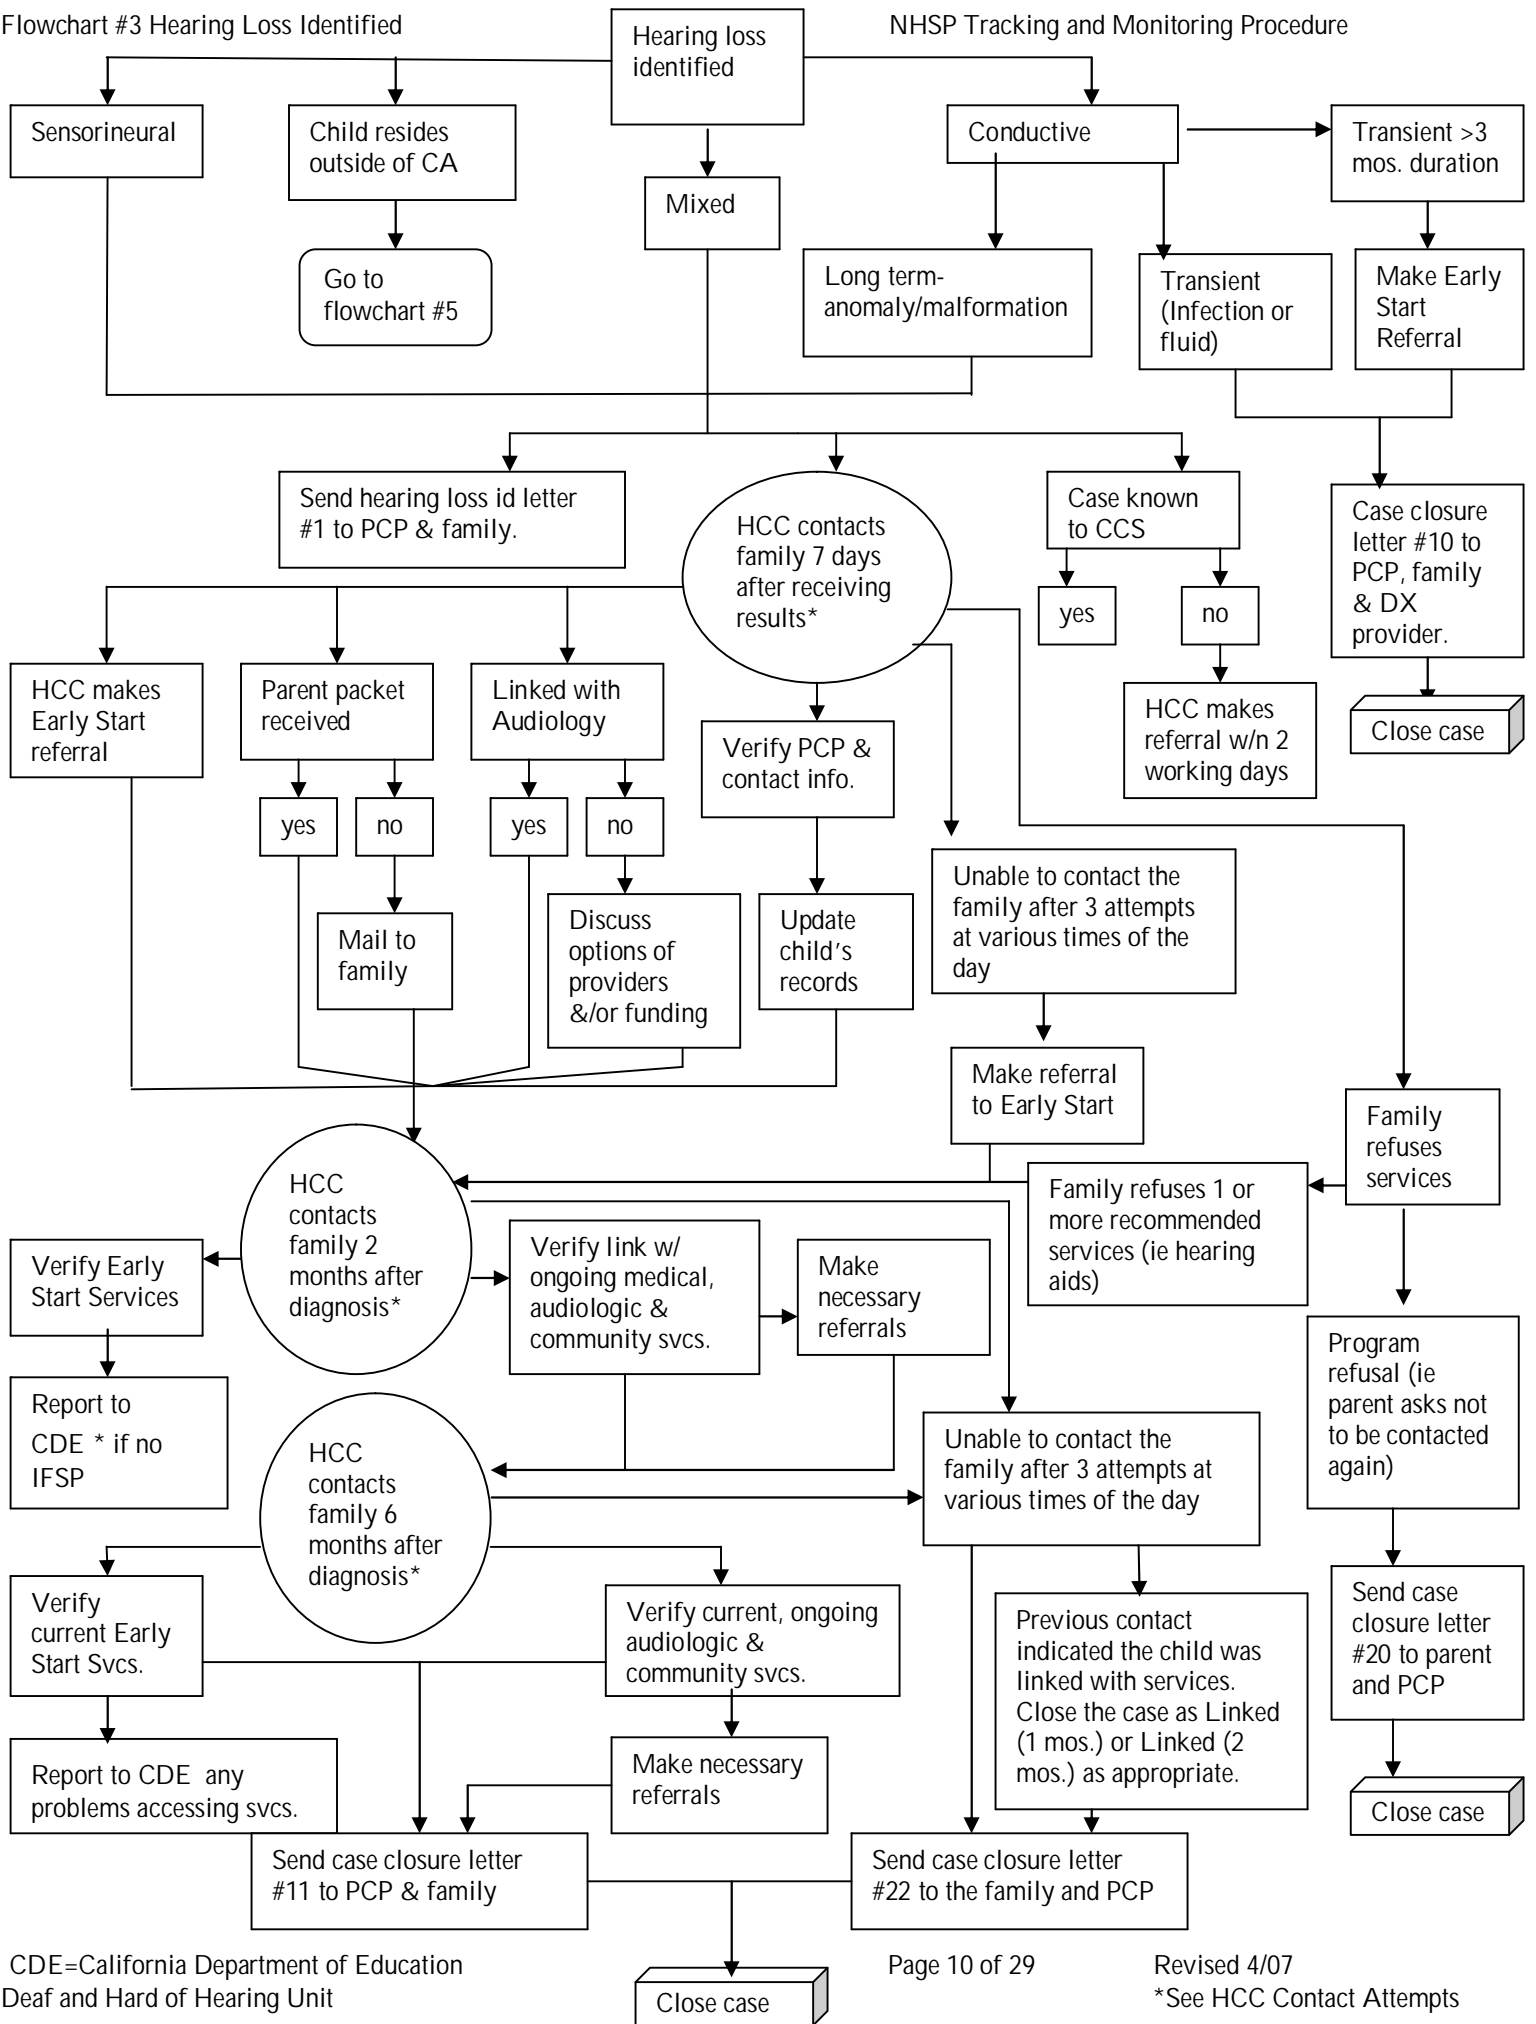 Flowchart #3 Hearing Loss Identified
NHSP Tracking and Monitoring Procedure
Hearing loss
identified
Sensorineural
Child resides
outside of CA
Conductive
Transient >3
mos. duration
Mixed
Go to
flowchart #5
Long term-
anomaly/malformation
Transient
(Infection or
fluid)
Make Early
Start
Referral
Send hearing loss id letter
#1 to PCP & family.
HCC contacts
family 7 days
after receiving
results*
Case known
to CCS
Case closure
letter #10 to
PCP, family
& DX
provider.
yes
no
HCC makes
Early Start
referral
Parent packet
received
Linked with
Audiology
Verify PCP &
contact info.
HCC makes
referral w/n 2
working days
Close case
yes
no
yes
no
Mail to
family
Discuss
options of
providers
&/or funding
Update
child's
records
Unable to contact the
family after 3 attempts
at various times of the
day
Make referral
to Early Start
Family
refuses
services
HCC
contacts
family 2
months after
diagnosis*
Family refuses 1 or
more recommended
services (ie hearing
aids)
Verify Early
Start Services
Verify link w/
ongoing medical,
audiologic &
community svcs.
Make
necessary
referrals
Program
refusal (ie
parent asks not
to be contacted
again)
Report to
CDE * if no
IFSP
HCC
contacts
family 6
months after
diagnosis*
Unable to contact the
family after 3 attempts at
various times of the day
Verify
current Early
Start Svcs.
Verify current, ongoing
audiologic &
community svcs.
Previous contact
indicated the child was
linked with services.
Close the case as Linked
(1 mos.) or Linked (2
mos.) as appropriate.
Send case
closure letter
#20 to parent
and PCP
Report to CDE any
problems accessing svcs.
Make necessary
referrals
Close case
Send case closure letter
#11 to PCP & family
Send case closure letter
#22 to the family and PCP
Close case
CDE=California Department of Education
Deaf and Hard of Hearing Unit
Page 10 of 29
Revised 4/07
*See HCC Contact Attempts